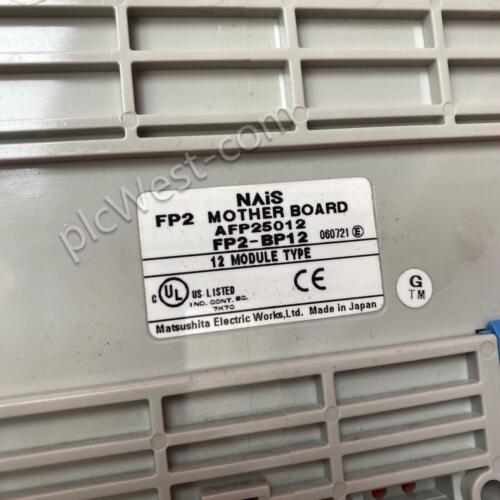 NAiS
FP2 MOTHER BOARD
AFP25012
FP2-BP12 060721 E
12 MODULE TYPE
C UL US LISTED
IND. CONT. EQ.
7K70
CE
G
TM
Matsushita Electric Works,Ltd. Made in Japan
plcWest-com